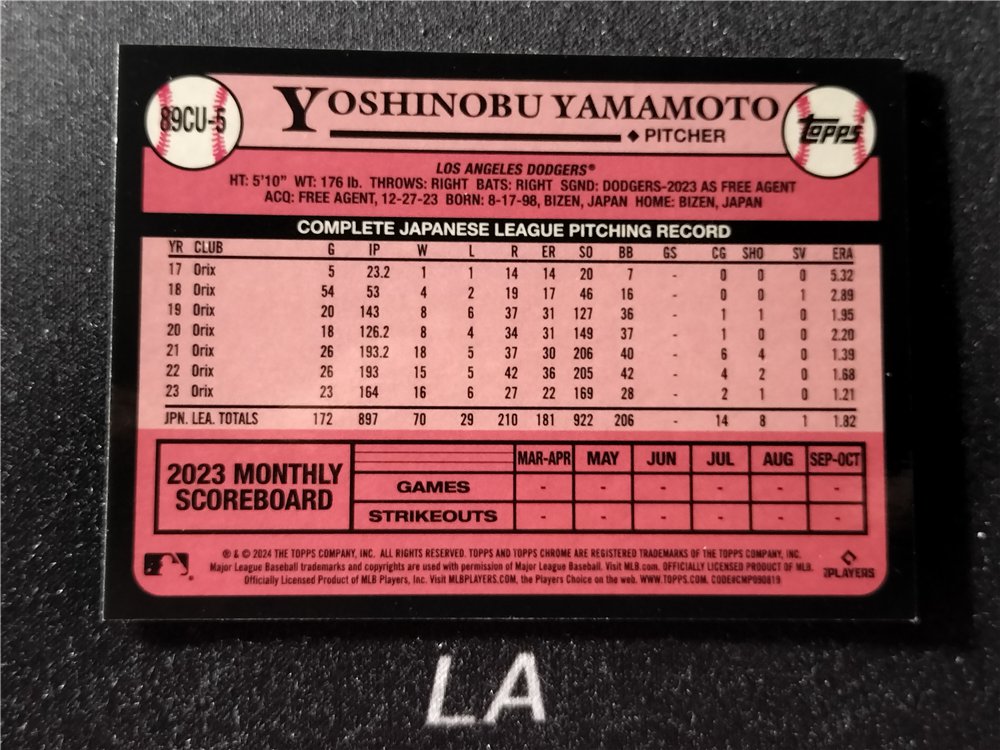 89CU-5
YOSHINOBU YAMAMOTO
PITCHER
Topps
LOS ANGELES DODGERS®
HT: 5'10" WT: 176 lb. THROWS: RIGHT BATS: RIGHT SGND: DODGERS-2023 AS FREE AGENT
ACQ: FREE AGENT, 12-27-23 BORN: 8-17-98, BIZEN, JAPAN HOME: BIZEN, JAPAN
COMPLETE JAPANESE LEAGUE PITCHING RECORD
YR CLUB G IP W L R ER SO BB GS CG SHO SV ERA
17 Orix 5 23.2 1 1 14 14 20 7 - 0 0 0 5.32
18 Orix 54 53 4 2 19 17 46 16 - 0 0 1 2.89
19 Orix 20 143 8 6 37 31 127 36 - 1 1 0 1.95
20 Orix 18 126.2 8 4 34 31 149 37 - 1 0 0 2.20
21 Orix 26 193.2 18 5 37 30 206 40 - 6 4 0 1.39
22 Orix 26 193 15 5 42 36 205 42 - 4 2 0 1.68
23 Orix 23 164 16 6 27 22 169 28 - 2 1 0 1.21
JPN. LEA. TOTALS 172 897 70 29 210 181 922 206 - 14 8 1 1.82
2023 MONTHLY
SCOREBOARD
MAR-APR MAY JUN JUL AUG SEP-OCT
GAMES - - - - - -
STRIKEOUTS - - - - - -
® & © 2024 THE TOPPS COMPANY, INC. ALL RIGHTS RESERVED. TOPPS AND TOPPS CHROME ARE REGISTERED TRADEMARKS OF THE TOPPS COMPANY, INC.
Major League Baseball trademarks and copyrights are used with permission of Major League Baseball. Visit MLB.com. OFFICIALLY LICENSED PRODUCT OF MLB.
Officially Licensed Product of MLB Players, Inc. Visit MLBPLAYERS.COM, the Players Choice on the web. WWW.TOPPS.COM. CODE#CMP090819
MLB PLAYERS
LA